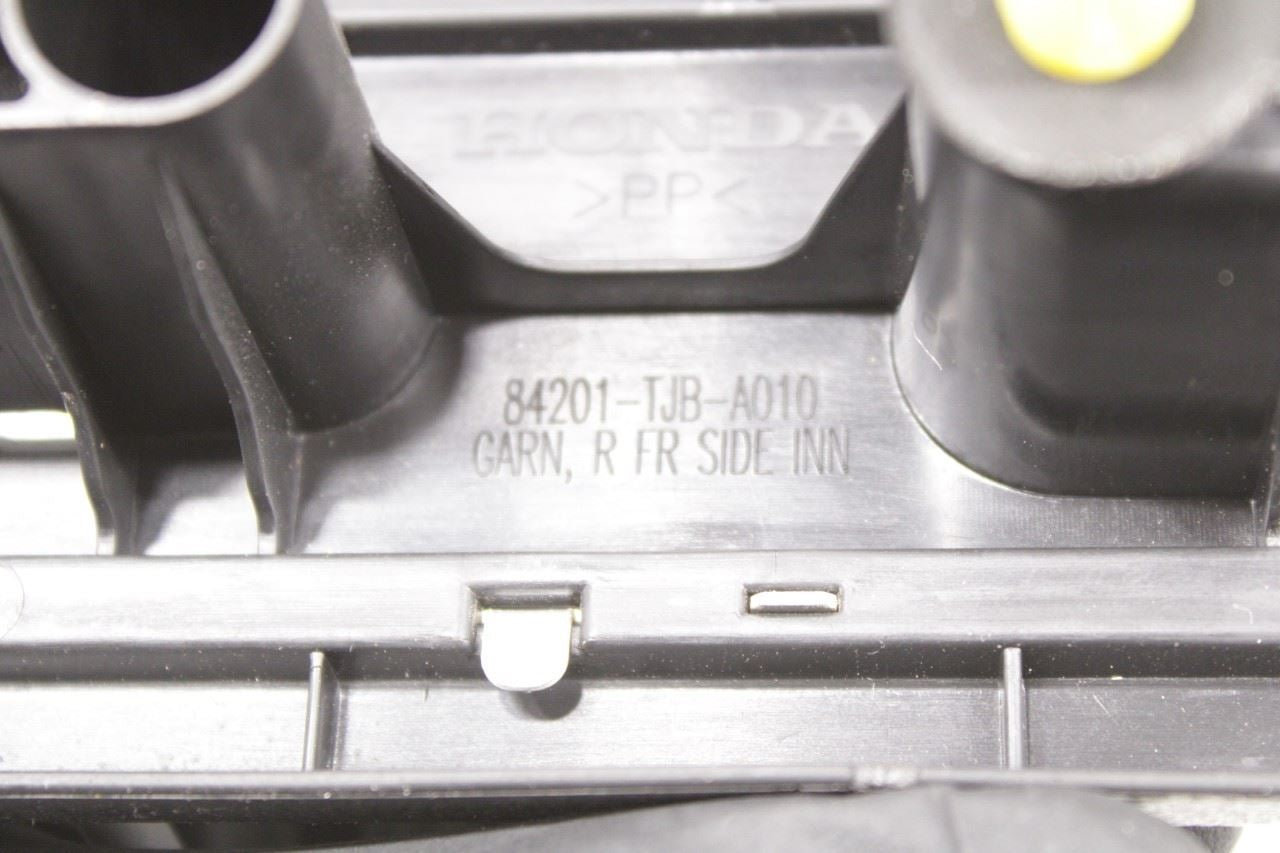 HONDA
>PP<
84201-TJB-A010
GARN, R FR SIDE INN